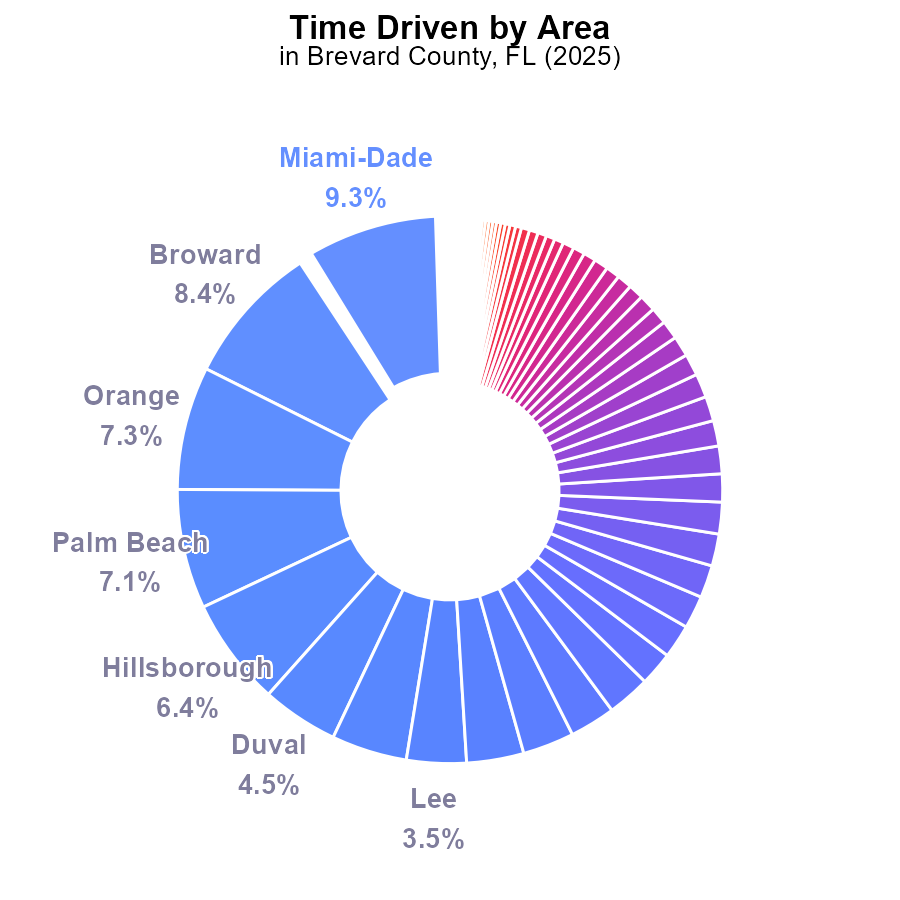 Time Driven by Area
in Brevard County, FL (2025)
Miami-Dade
9.3%
Broward
8.4%
Orange
7.3%
Palm Beach
7.1%
Hillsborough
6.4%
Duval
4.5%
Lee
3.5%